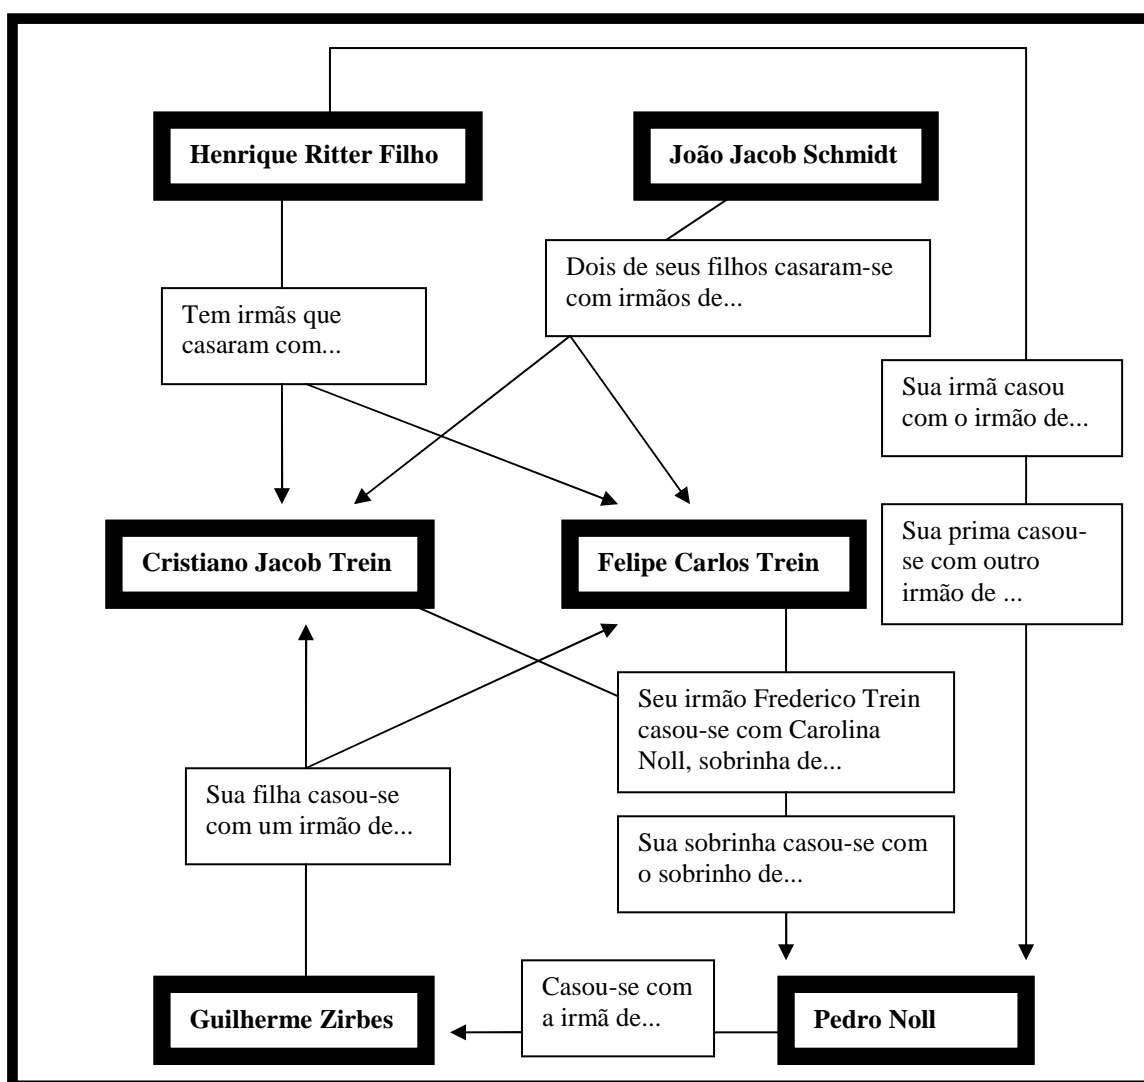 Henrique Ritter Filho
João Jacob Schmidt
Dois de seus filhos casaram-se
com irmãos de...
Tem irmãs que
casaram com...
Sua irmã casou
com o irmão de...
Sua prima casou-
se com outro
irmão de ...
Cristiano Jacob Trein
Felipe Carlos Trein
Seu irmão Frederico Trein
casou-se com Carolina
Noll, sobrinha de...
Sua filha casou-se
com um irmão de...
Sua sobrinha casou-se com
o sobrinho de...
Casou-se com
a irmã de...
Guilherme Zirbes
Pedro Noll